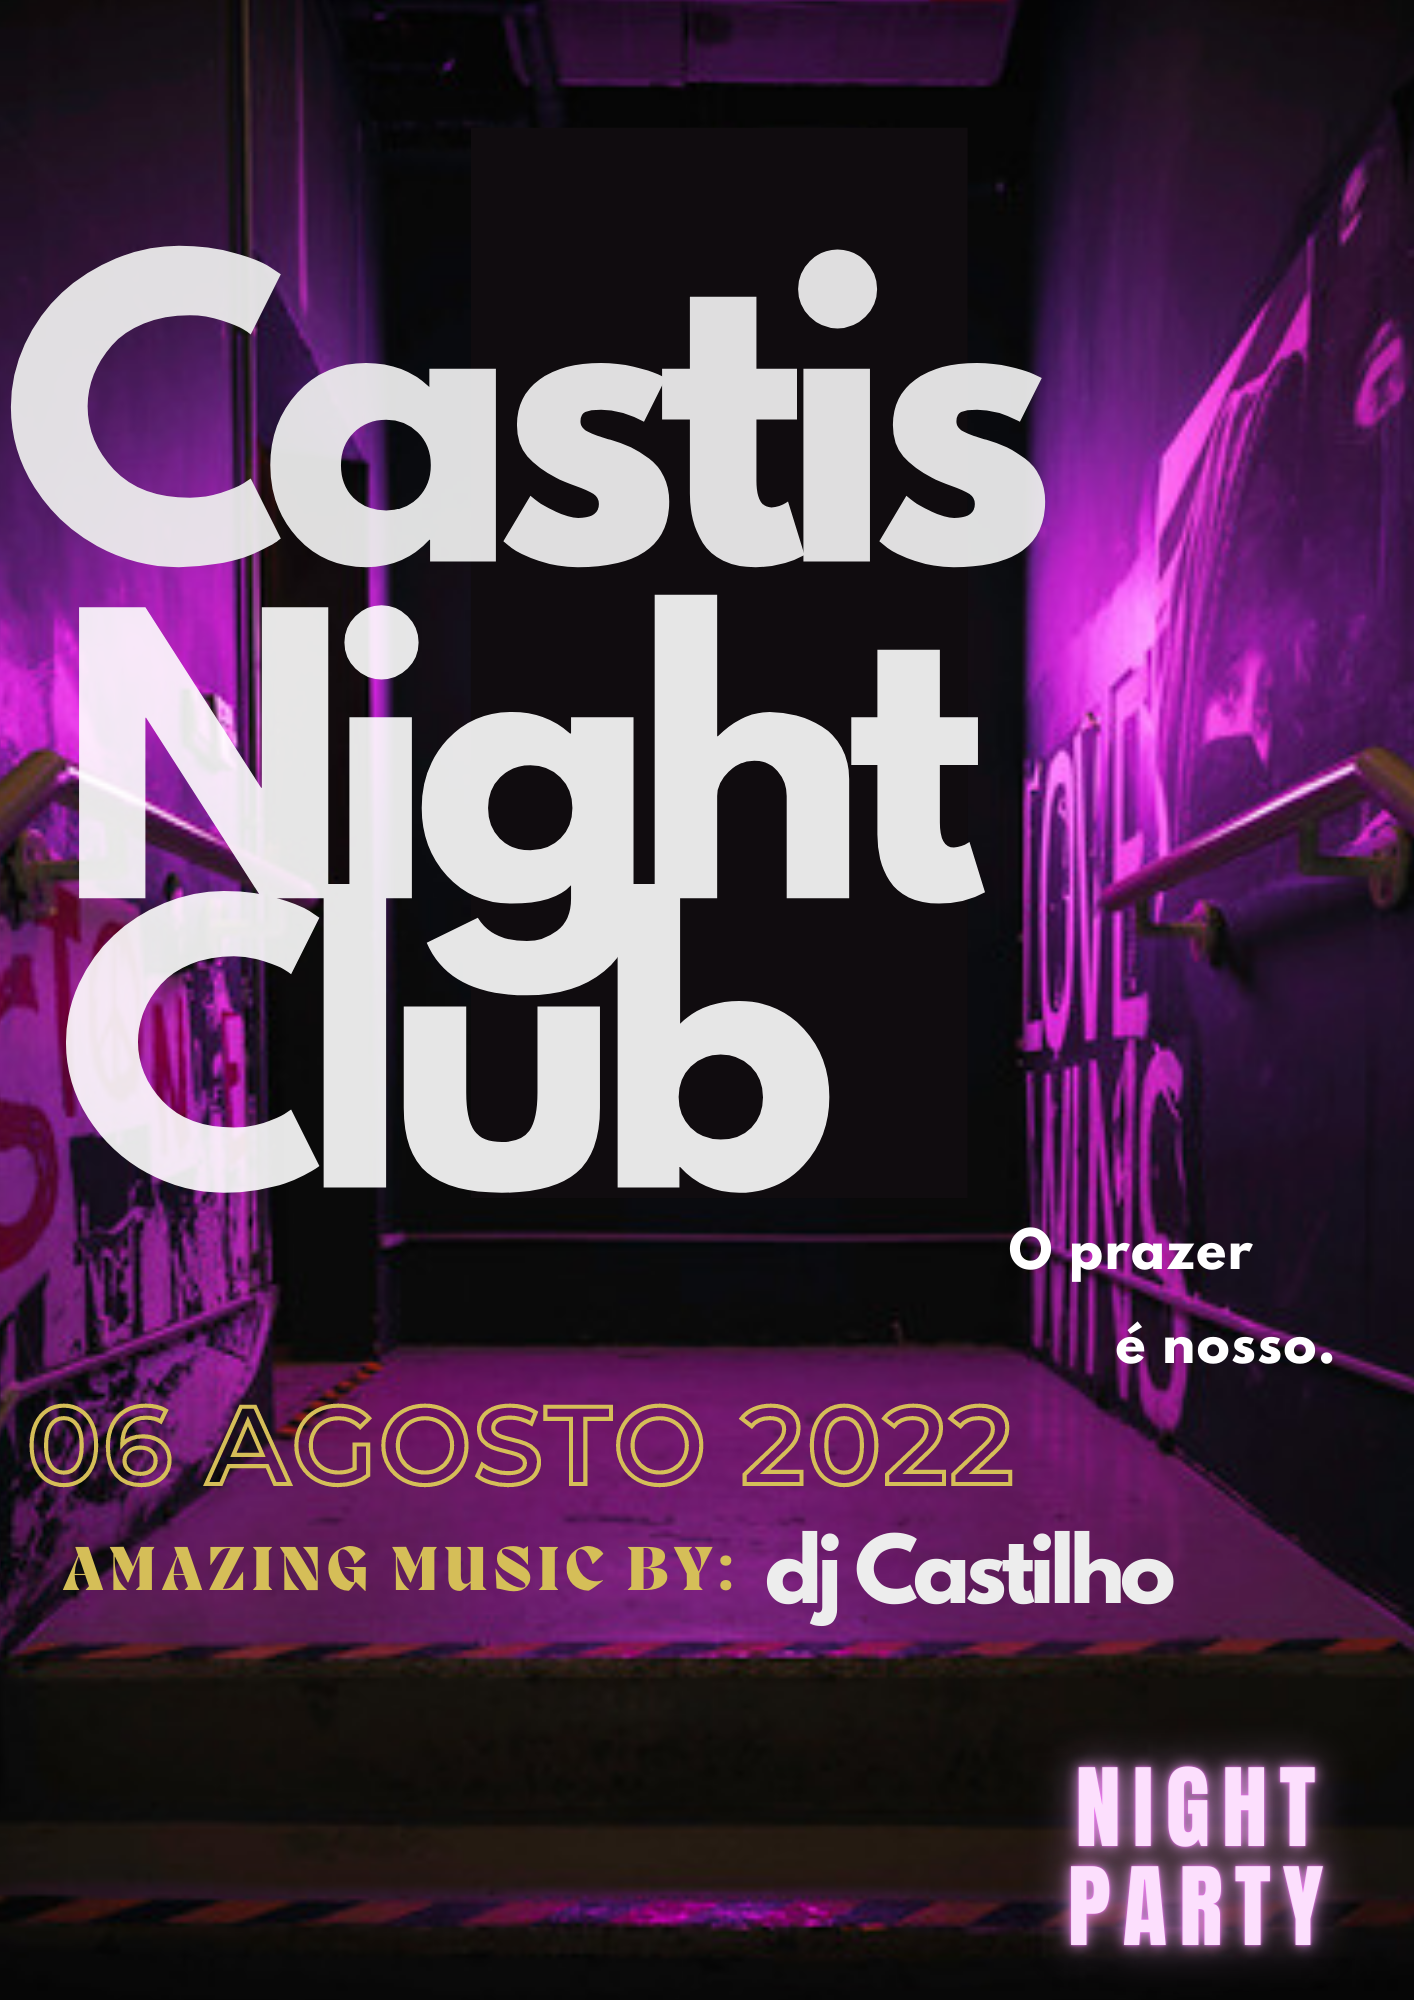 Castis
Night
Club
O prazer
é nosso.
06 AGOSTO 2022
AMAZING MUSIC BY: dj Castilho
NIGHT
PARTY